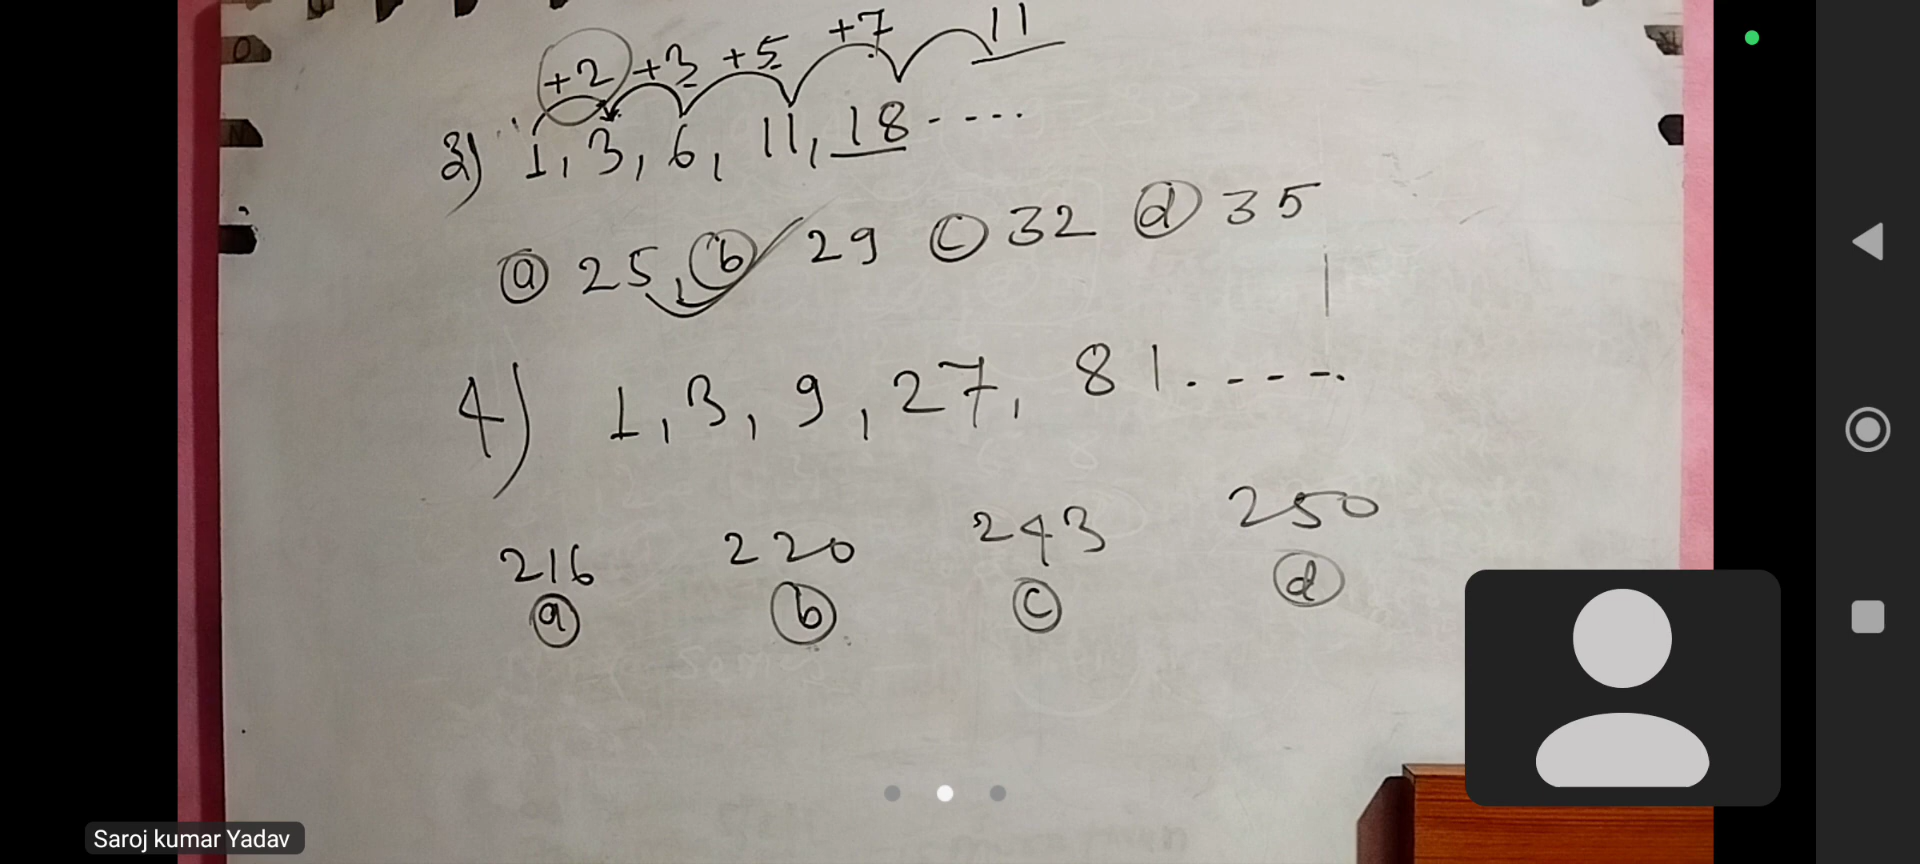 +2 +3 +5 +7 11
3) 1, 3, 6, 11, 18 - - - -
(a) 25, (b) 29 (c) 32 (d) 35
4) 1, 3, 9, 27, 81. - - - -.
216 220 243 250
(a) (b) (c) (d)
Saroj kumar Yadav